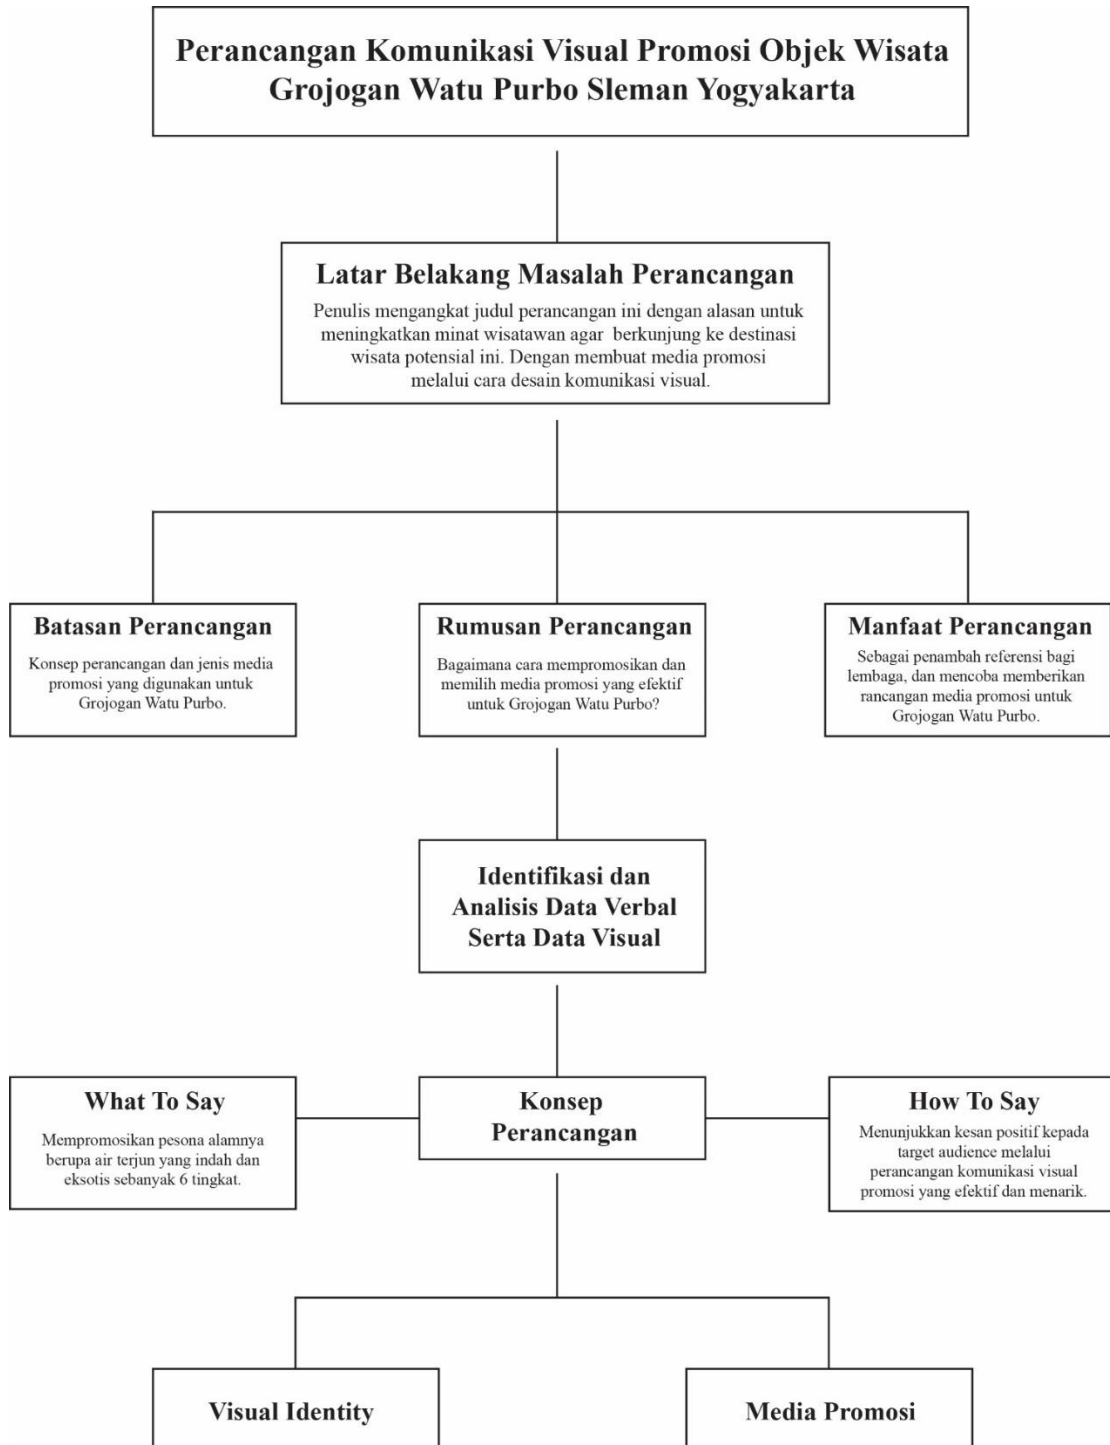 Perancangan Komunikasi Visual Promosi Objek Wisata
Grojogan Watu Purbo Sleman Yogyakarta
Latar Belakang Masalah Perancangan
Penulis mengangkat judul perancangan ini dengan alasan untuk
meningkatkan minat wisatawan agar berkunjung ke destinasi
wisata potensial ini. Dengan membuat media promosi
melalui cara desain komunikasi visual.
Batasan Perancangan
Konsep perancangan dan jenis media
promosi yang digunakan untuk
Grojogan Watu Purbo.
Rumusan Perancangan
Bagaimana cara mempromosikan dan
memilih media promosi yang efektif
untuk Grojogan Watu Purbo?
Manfaat Perancangan
Sebagai penambah referensi bagi
lembaga, dan mencoba memberikan
rancangan media promosi untuk
Grojogan Watu Purbo.
Identifikasi dan
Analisis Data Verbal
Serta Data Visual
What To Say
Mempromosikan pesona alamnya
berupa air terjun yang indah dan
eksotis sebanyak 6 tingkat.
Konsep
Perancangan
How To Say
Menunjukkan kesan positif kepada
target audience melalui
perancangan komunikasi visual
promosi yang efektif dan menarik.
Visual Identity
Media Promosi